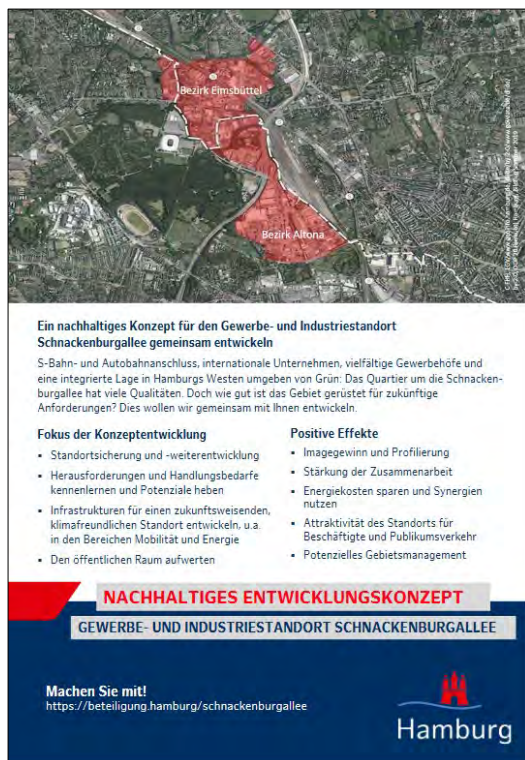 Bezirk Eimsbüttel
Bezirk Altona
Ein nachhaltiges Konzept für den Gewerbe- und Industriestandort
Schnackenburgallee gemeinsam entwickeln
S-Bahn- und Autobahnanschluss, internationale Unternehmen, vielfältige Gewerbehöfe und
eine integrierte Lage in Hamburgs Westen umgeben von Grün: Das Quartier um die Schnacken-
burgallee hat viele Qualitäten. Doch wie gut ist das Gebiet gerüstet für zukünftige
Anforderungen? Dies wollen wir gemeinsam mit Ihnen entwickeln.
Fokus der Konzeptentwicklung
▪ Standortsicherung und -weiterentwicklung
▪ Herausforderungen und Handlungsbedarfe
kennenlernen und Potenziale heben
▪ Infrastrukturen für einen zukunftsweisenden,
klimafreundlichen Standort entwickeln, u.a.
in den Bereichen Mobilität und Energie
▪ Den öffentlichen Raum aufwerten
Positive Effekte
▪ Imagegewinn und Profilierung
▪ Stärkung der Zusammenarbeit
▪ Energiekosten sparen und Synergien
nutzen
▪ Attraktivität des Standorts für
Beschäftigte und Publikumsverkehr
▪ Potenzielles Gebietsmanagement
NACHHALTIGES ENTWICKLUNGSKONZEPT
GEWERBE- UND INDUSTRIESTANDORT SCHNACKENBURGALLEE
Machen Sie mit!
https://beteiligung.hamburg/schnackenburgallee
Hamburg